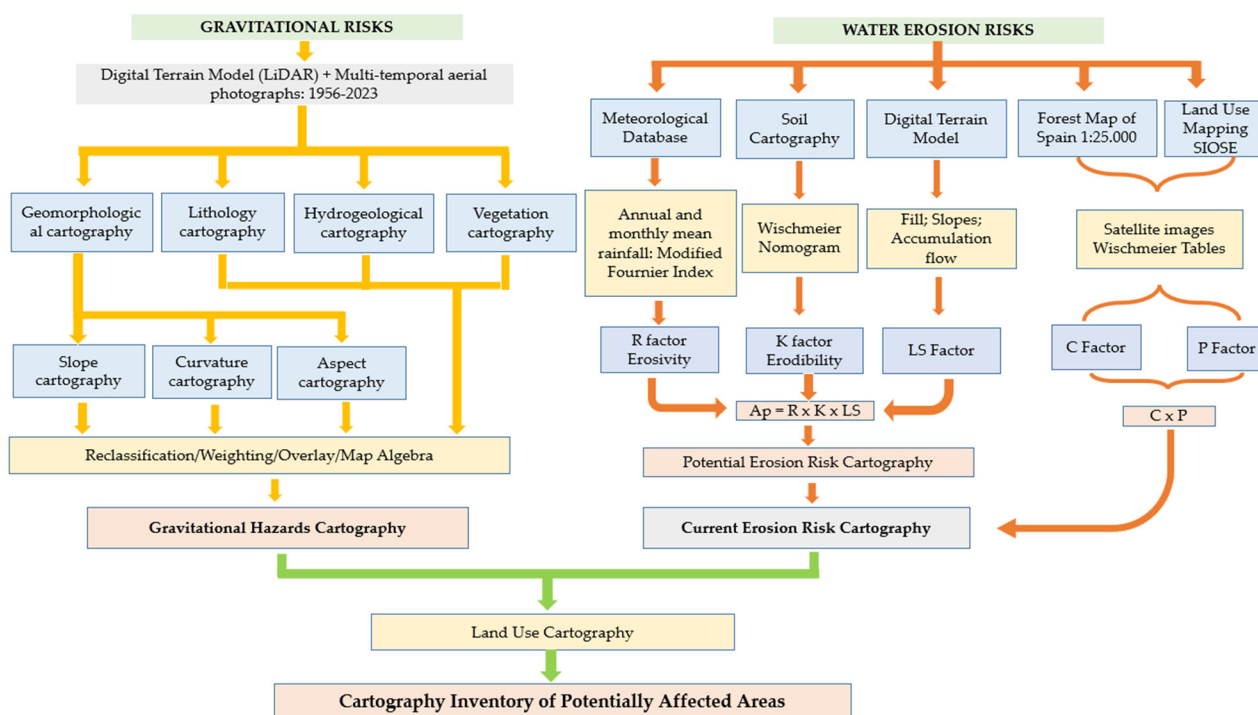 GRAVITATIONAL RISKS
Digital Terrain Model (LiDAR) + Multi-temporal aerial
photographs: 1956-2023
Geomorphologic
al cartography
Lithology
cartography
Hydrogeological
cartography
Vegetation
cartography
Slope
cartography
Curvature
cartography
Aspect
cartography
Reclassification/Weighting/Overlay/Map Algebra
Gravitational Hazards Cartography
WATER EROSION RISKS
Meteorological
Database
Soil
Cartography
Digital Terrain
Model
Forest Map of
Spain 1:25.000
Land Use
Mapping
SIOSE
Annual and
monthly mean
rainfall: Modified
Fournier Index
Wischmeier
Nomogram
Fill; Slopes;
Accumulation
flow
Satellite images
Wischmeier Tables
R factor
Erosivity
K factor
Erodibility
LS Factor
C Factor
P Factor
Ap = R x K x LS
C x P
Potential Erosion Risk Cartography
Current Erosion Risk Cartography
Land Use Cartography
Cartography Inventory of Potentially Affected Areas